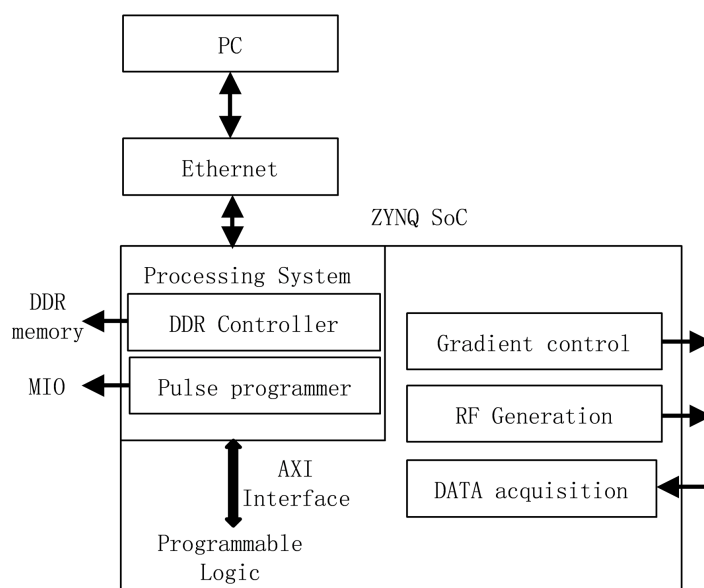 PC
Ethernet
ZYNQ SoC
Processing System
DDR
memory
DDR Controller
Gradient control
MIO
Pulse programmer
RF Generation
AXI
Interface
DATA acquisition
Programmable
Logic